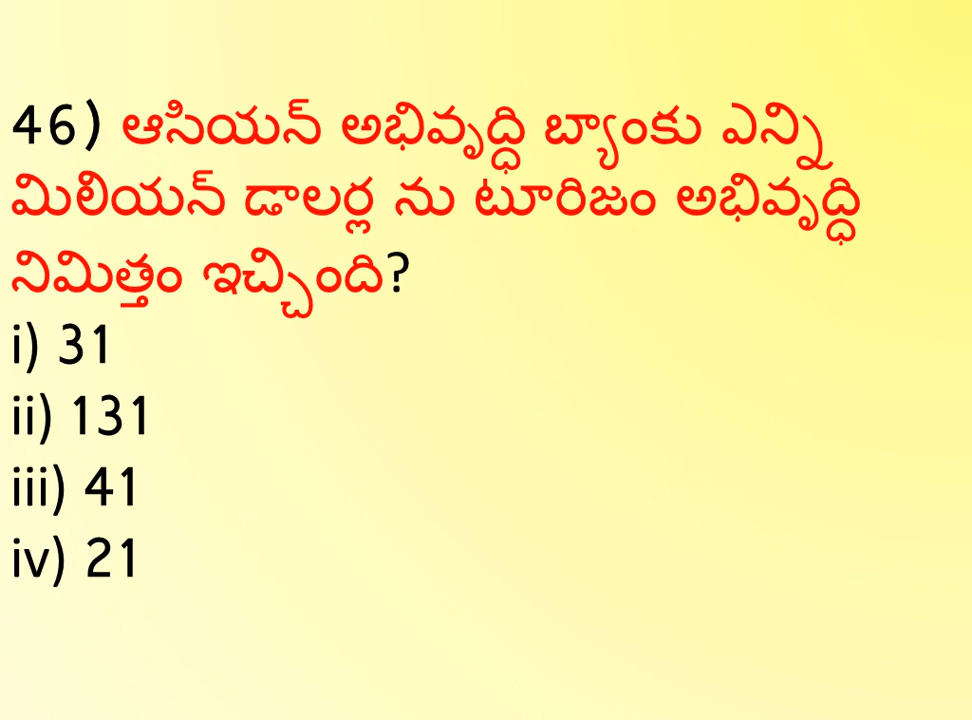 46) ఆసియన్ అభివృద్ధి బ్యాంకు ఎన్ని
మిలియన్ డాలర్ల ను టూరిజం అభివృద్ధి
నిమిత్తం ఇచ్చింది?
i) 31
ii) 131
iii) 41
iv) 21